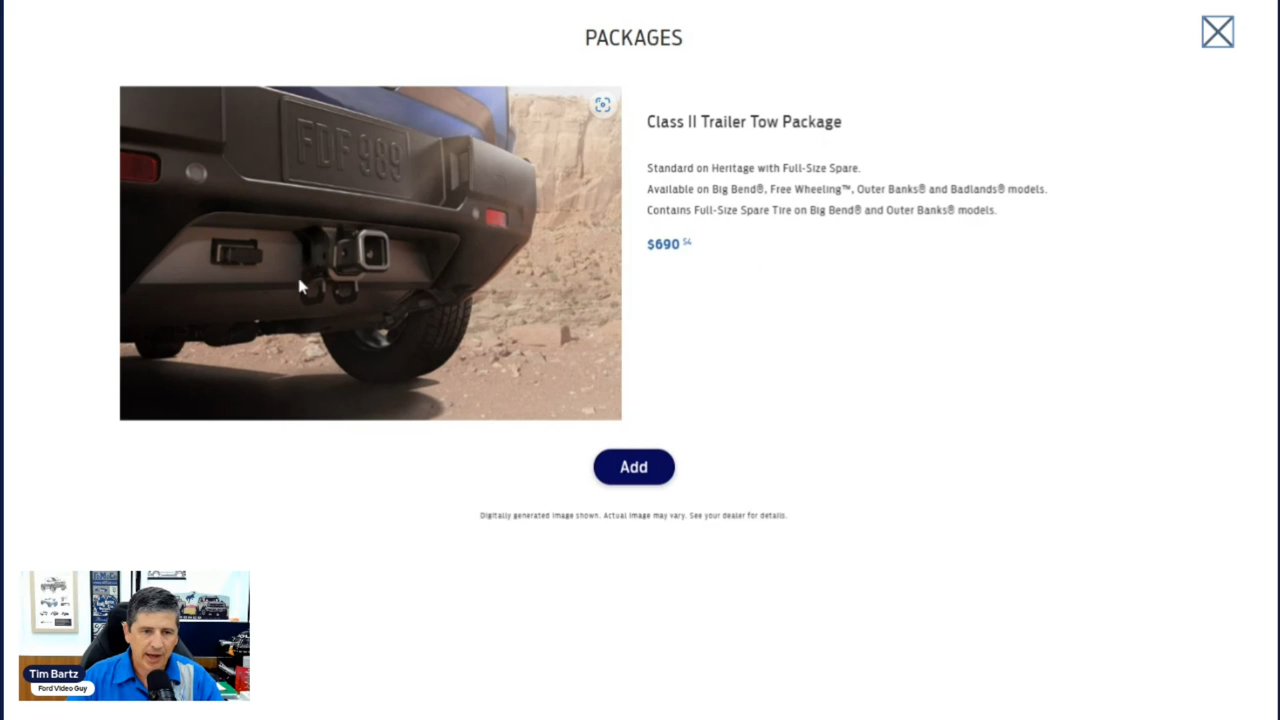 PACKAGES
FDF 989
Class II Trailer Tow Package
Standard on Heritage with Full-Size Spare.
Available on Big Bend®, Free Wheeling™, Outer Banks® and Badlands® models.
Contains Full-Size Spare Tire on Big Bend® and Outer Banks® models.
$690 54
Add
Digitally generated image shown. Actual image may vary. See your dealer for details.
Tim Bartz
Ford Video Guy